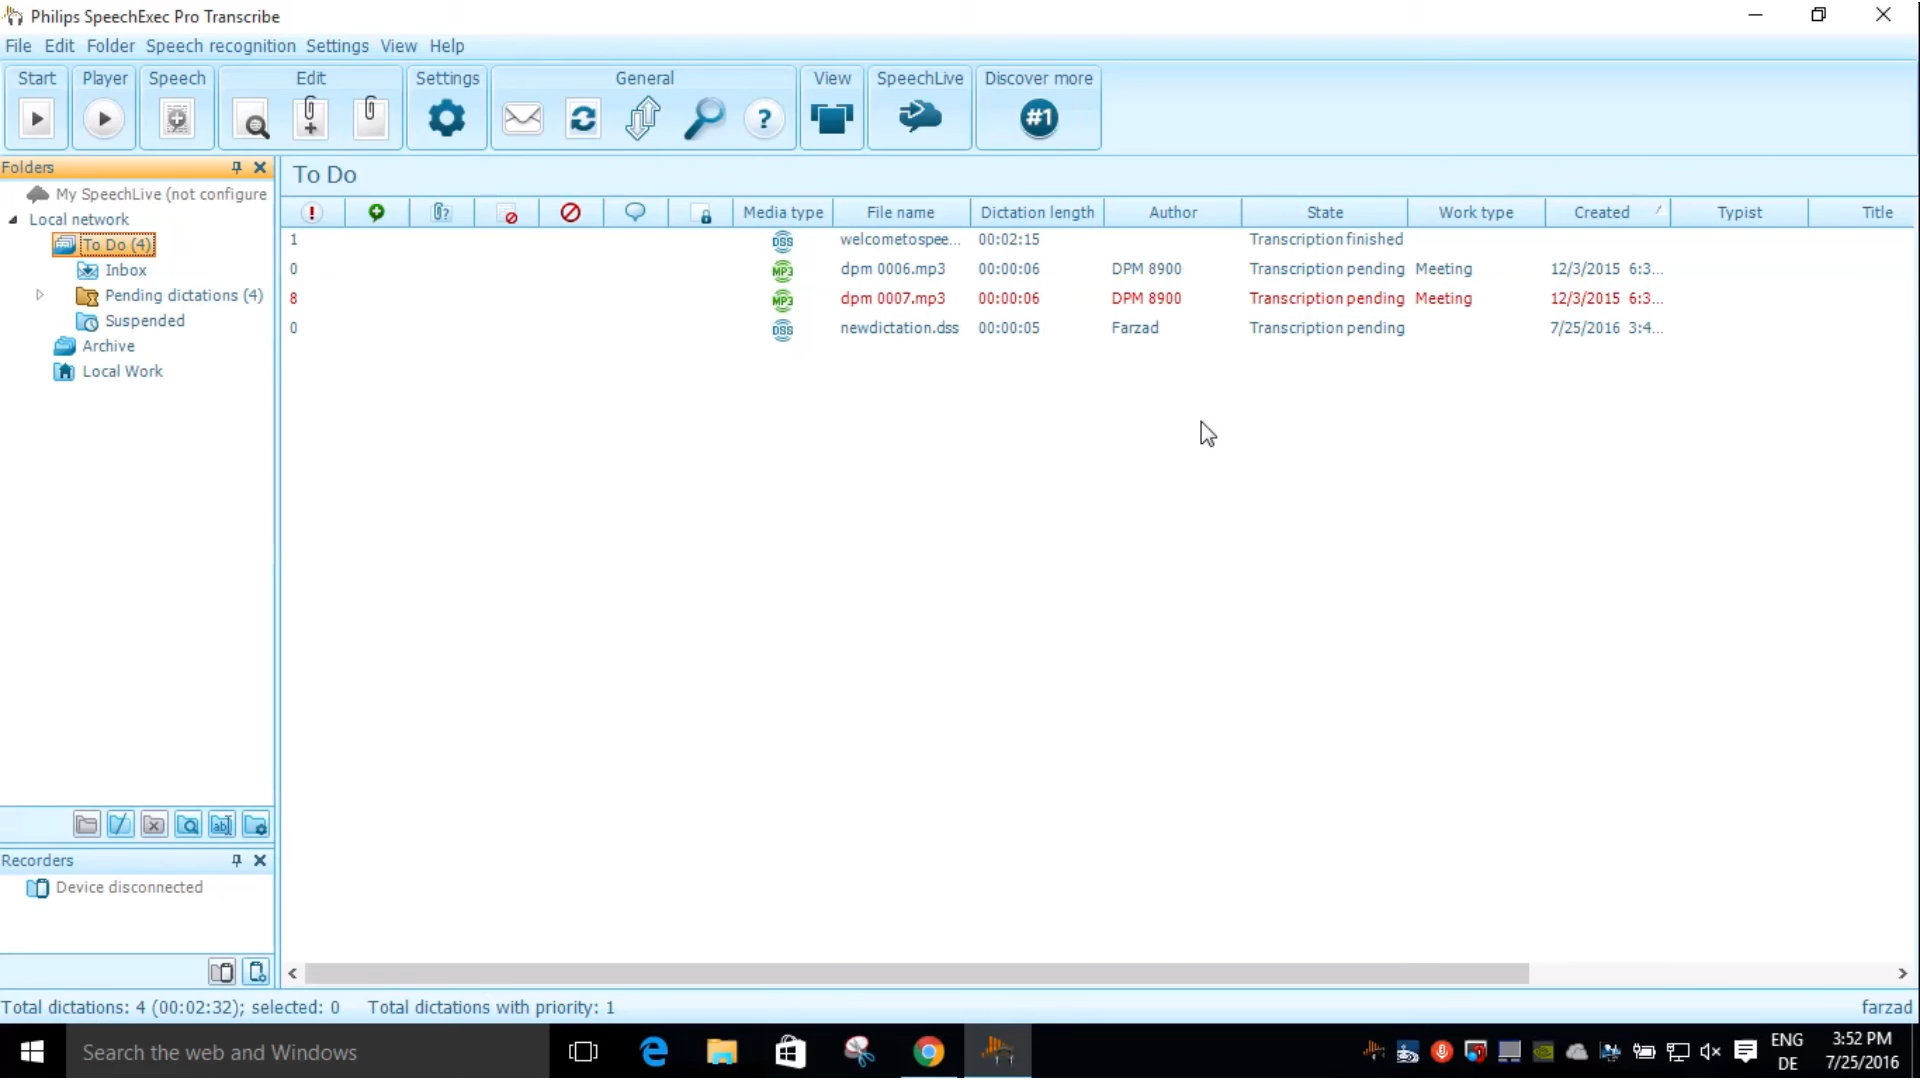 Philips SpeechExec Pro Transcribe
File Edit Folder Speech recognition Settings View Help
Start Player Speech Edit Settings General View SpeechLive Discover more
? #1
Folders
My SpeechLive (not configure
Local network
To Do (4)
Inbox
Pending dictations (4)
Suspended
Archive
Local Work
To Do
Media type File name Dictation length Author State Work type Created Typist Title
1 DSS welcometospee... 00:02:15 Transcription finished
0 MP3 dpm 0006.mp3 00:00:06 DPM 8900 Transcription pending Meeting 12/3/2015 6:3...
8 MP3 dpm 0007.mp3 00:00:06 DPM 8900 Transcription pending Meeting 12/3/2015 6:3...
0 DSS newdictation.dss 00:00:05 Farzad Transcription pending 7/25/2016 3:4...
Recorders
Device disconnected
Total dictations: 4 (00:02:32); selected: 0 Total dictations with priority: 1 farzad
Search the web and Windows
ENG 3:52 PM
DE 7/25/2016